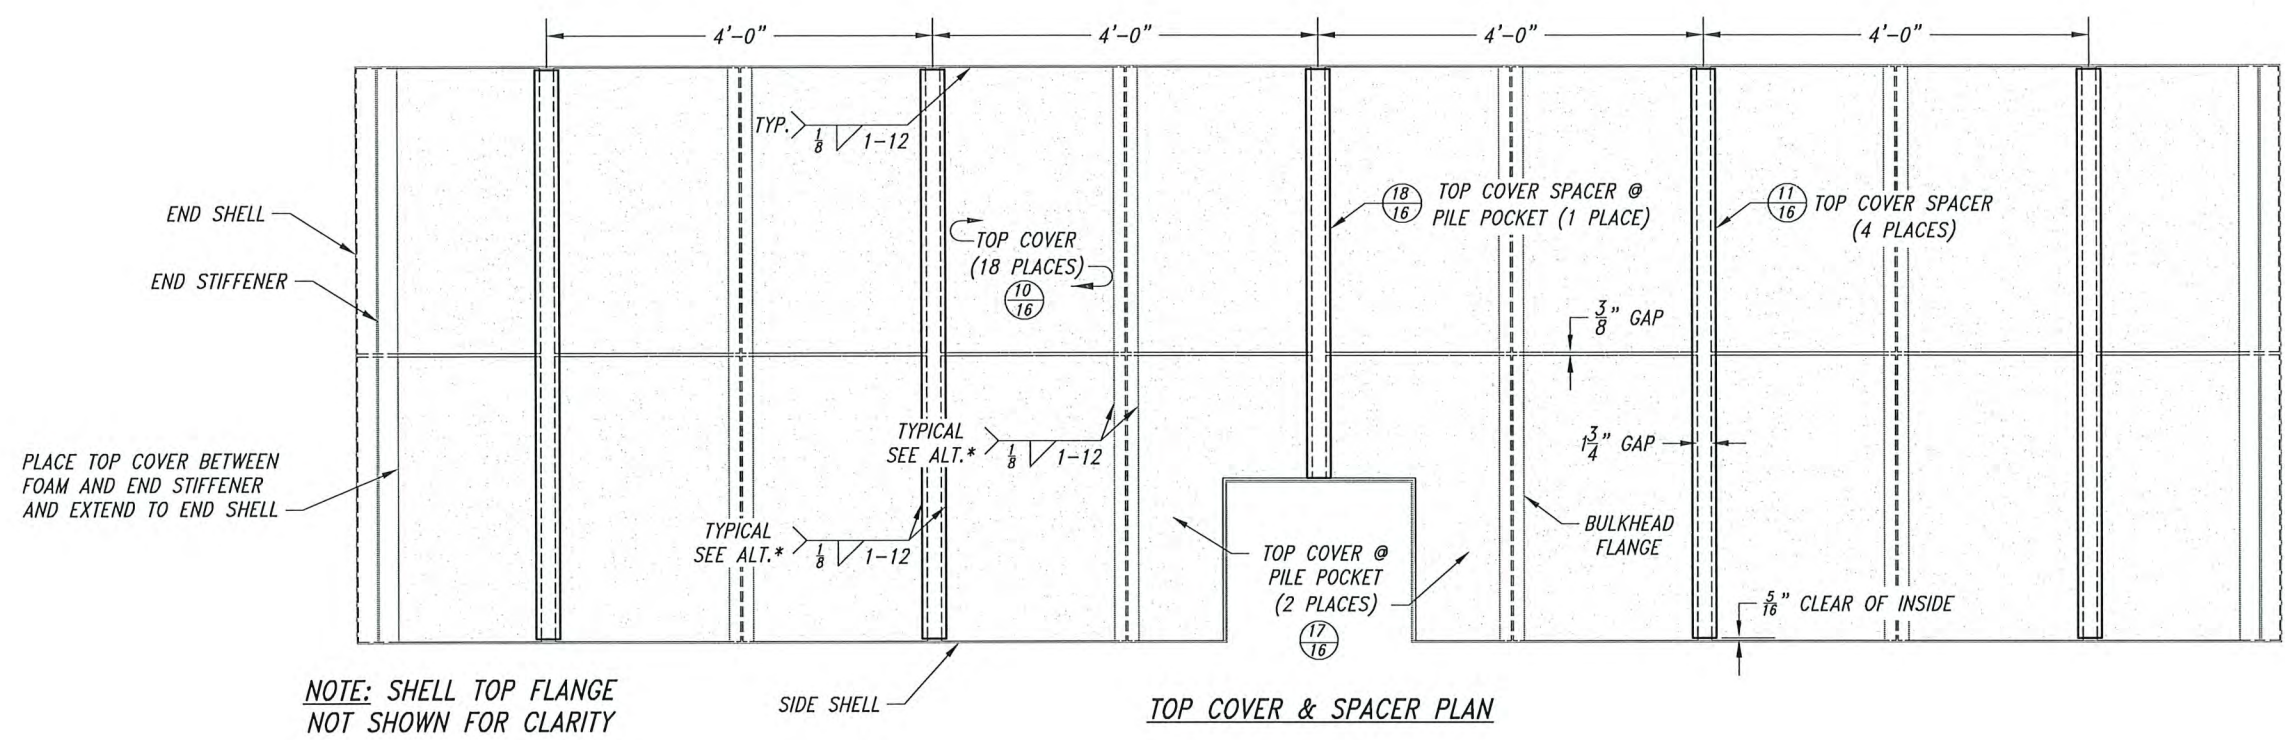 4'-0" 4'-0" 4'-0" 4'-0"
TYP. 1/8 1-12
END SHELL
END STIFFENER
TOP COVER
(18 PLACES)
10
16
18
16
TOP COVER SPACER @
PILE POCKET (1 PLACE)
11
16
TOP COVER SPACER
(4 PLACES)
3/8" GAP
1 3/4" GAP
TYPICAL
SEE ALT.* 1/8 1-12
PLACE TOP COVER BETWEEN
FOAM AND END STIFFENER
AND EXTEND TO END SHELL
TYPICAL
SEE ALT.* 1/8 1-12
TOP COVER @
PILE POCKET
(2 PLACES)
17
16
BULKHEAD
FLANGE
5/16" CLEAR OF INSIDE
NOTE: SHELL TOP FLANGE
NOT SHOWN FOR CLARITY
SIDE SHELL
TOP COVER & SPACER PLAN